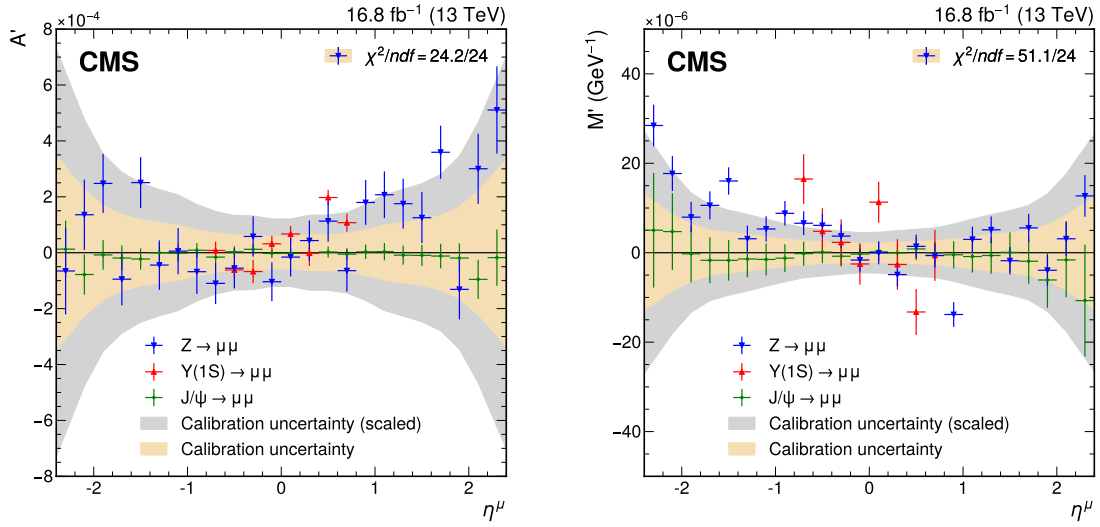 16.8 fb⁻¹ (13 TeV)
×10⁻⁴
A'
CMS
χ²/ndf = 24.2/24
8
6
4
2
0
−2
−4
−6
−8
Z → μμ
Υ(1S) → μμ
J/ψ → μμ
Calibration uncertainty (scaled)
Calibration uncertainty
-2 -1 0 1 2
η^μ
16.8 fb⁻¹ (13 TeV)
×10⁻⁶
M' (GeV⁻¹)
CMS
χ²/ndf = 51.1/24
40
20
0
−20
−40
Z → μμ
Υ(1S) → μμ
J/ψ → μμ
Calibration uncertainty (scaled)
Calibration uncertainty
-2 -1 0 1 2
η^μ